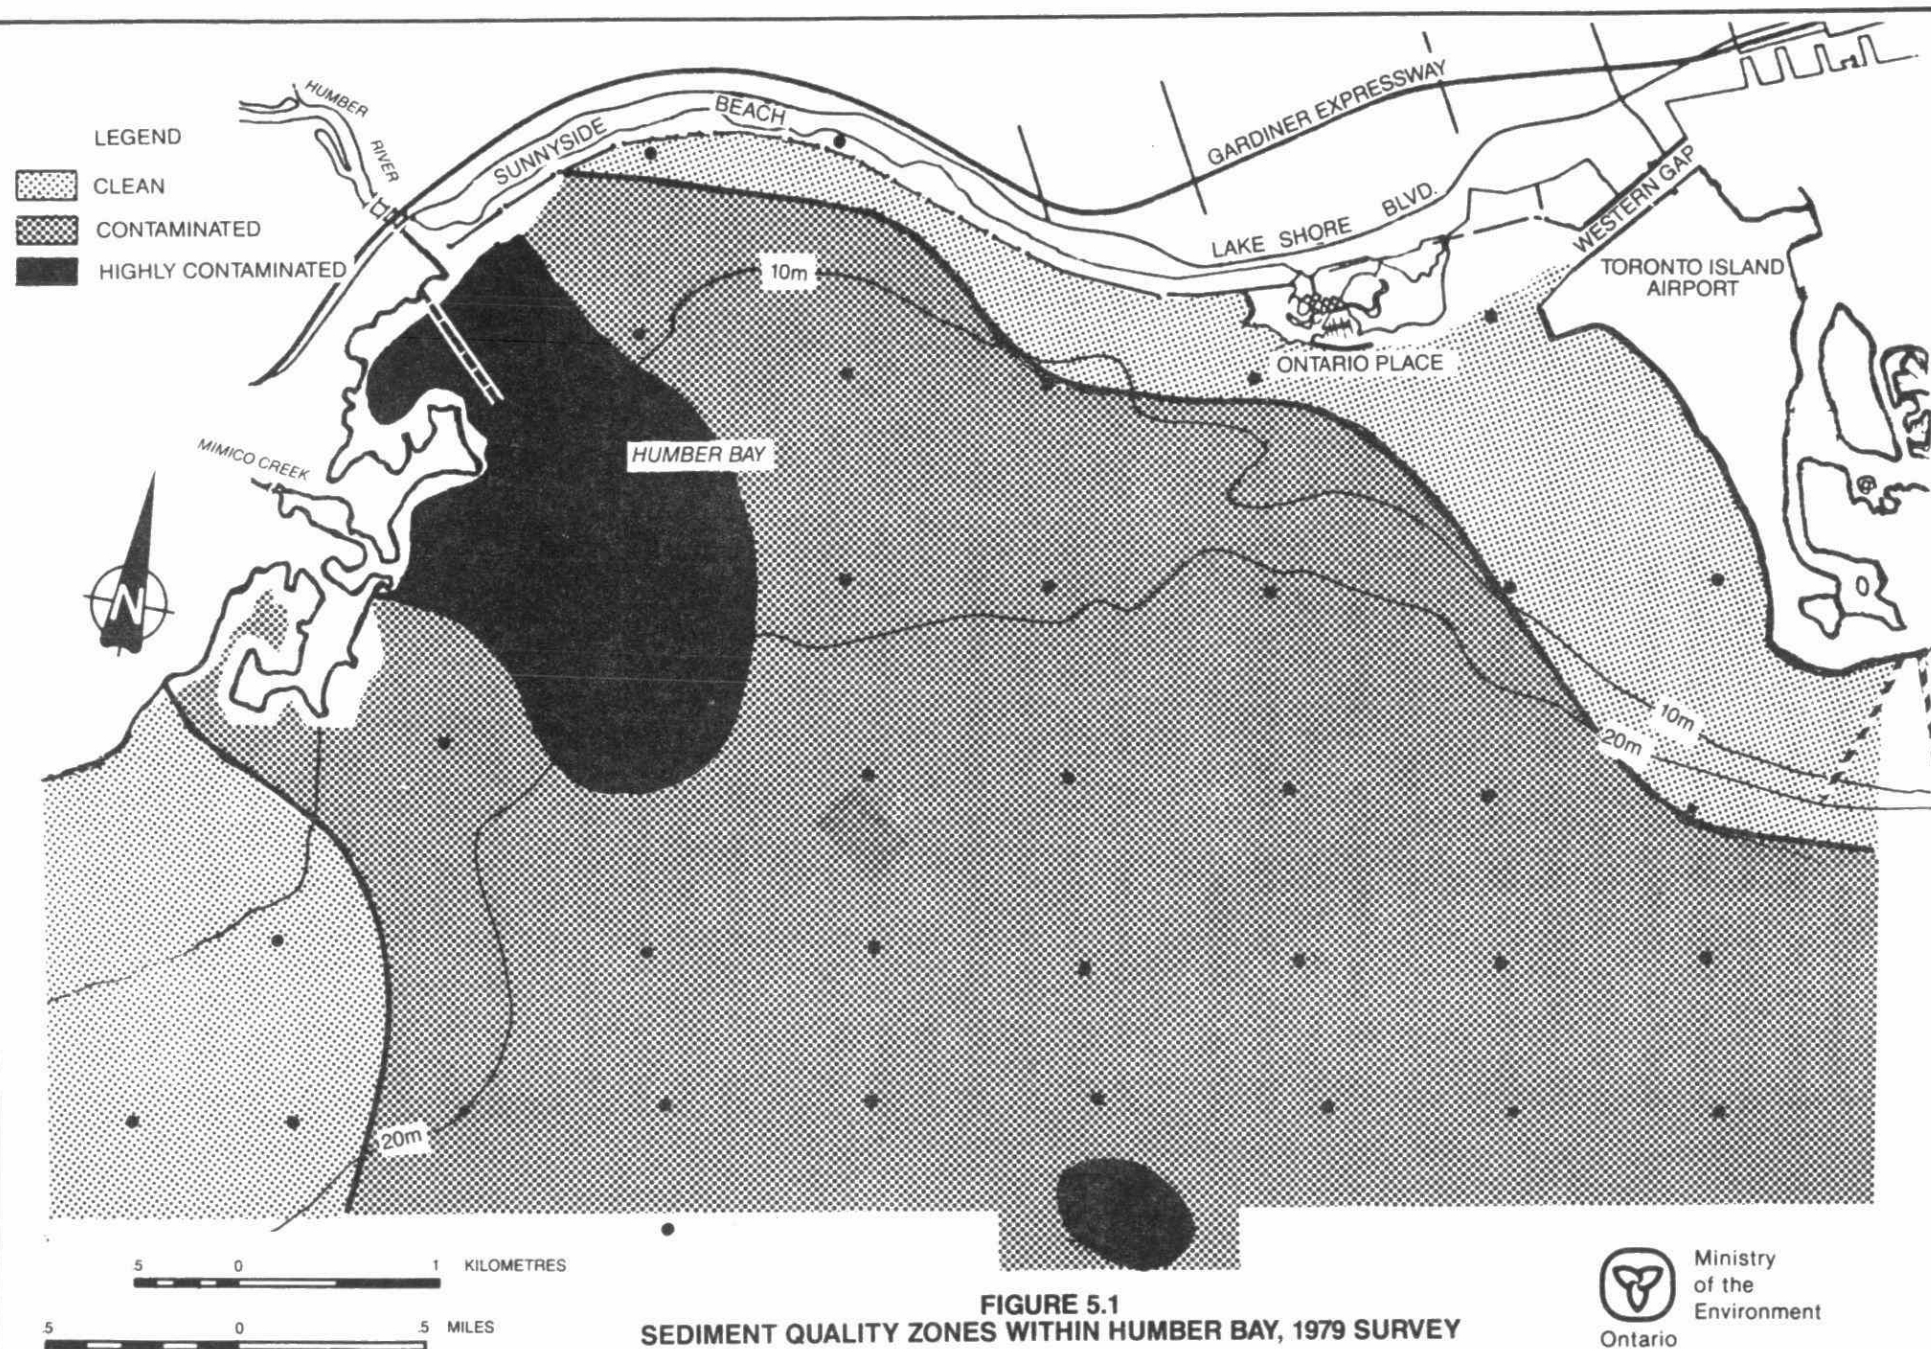 HUMBER
RIVER
SUNNYSIDE
BEACH
GARDINER EXPRESSWAY
LEGEND
CLEAN
CONTAMINATED
HIGHLY CONTAMINATED
LAKE SHORE BLVD.
WESTERN GAP
TORONTO ISLAND
AIRPORT
10m
ONTARIO PLACE
HUMBER BAY
MIMICO CREEK
N
10m
20m
20m
.5 0 1 KILOMETRES
.5 0 .5 MILES
FIGURE 5.1
SEDIMENT QUALITY ZONES WITHIN HUMBER BAY, 1979 SURVEY
Ministry
of the
Environment
Ontario